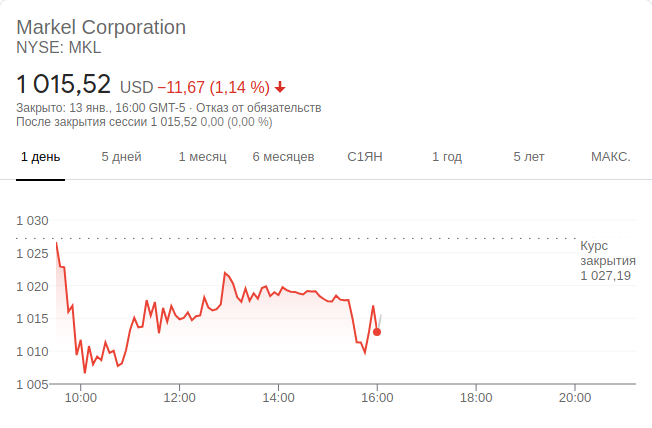 Markel Corporation
NYSE: MKL
1 015,52 USD −11,67 (1,14 %)
Закрыто: 13 янв., 16:00 GMT-5 · Отказ от обязательств
После закрытия сессии 1 015,52 0,00 (0,00 %)
1 день 5 дней 1 месяц 6 месяцев С1ЯН 1 год 5 лет МАКС.
1 030
1 025
1 020
1 015
1 010
1 005
Курс
закрытия
1 027,19
10:00 12:00 14:00 16:00 18:00 20:00